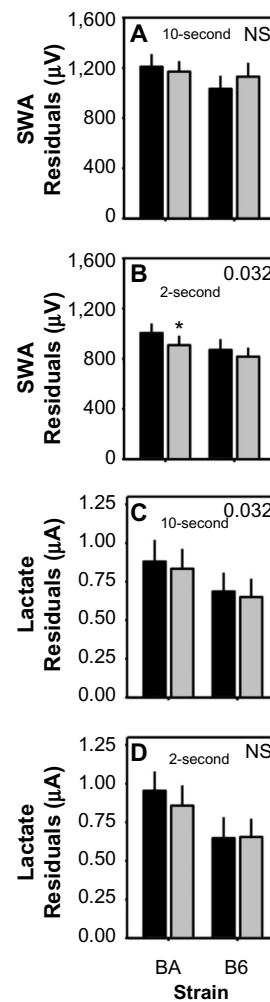 A 10-second NS
SWA
Residuals (µV)
1,600
1,200
800
400
0
B 0.032
2-second
*
SWA
Residuals (µV)
1,600
1,200
800
400
0
C 0.032
10-second
Lactate
Residuals (µA)
1.25
1.00
0.75
0.50
0.25
0.00
D 2-second NS
Lactate
Residuals (µA)
1.25
1.00
0.75
0.50
0.25
0.00
BA B6
Strain